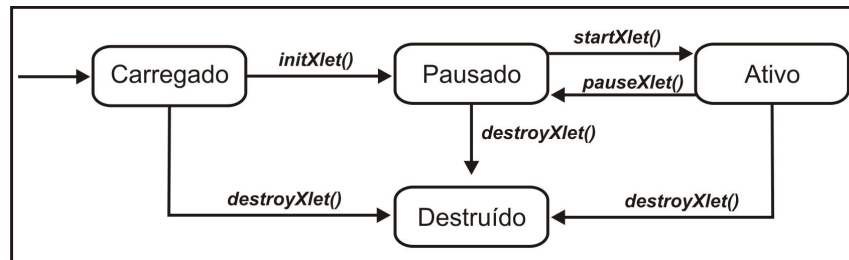 startXlet()
Carregado
initXlet()
Pausado
Ativo
pauseXlet()
destroyXlet()
destroyXlet()
Destruído
destroyXlet()